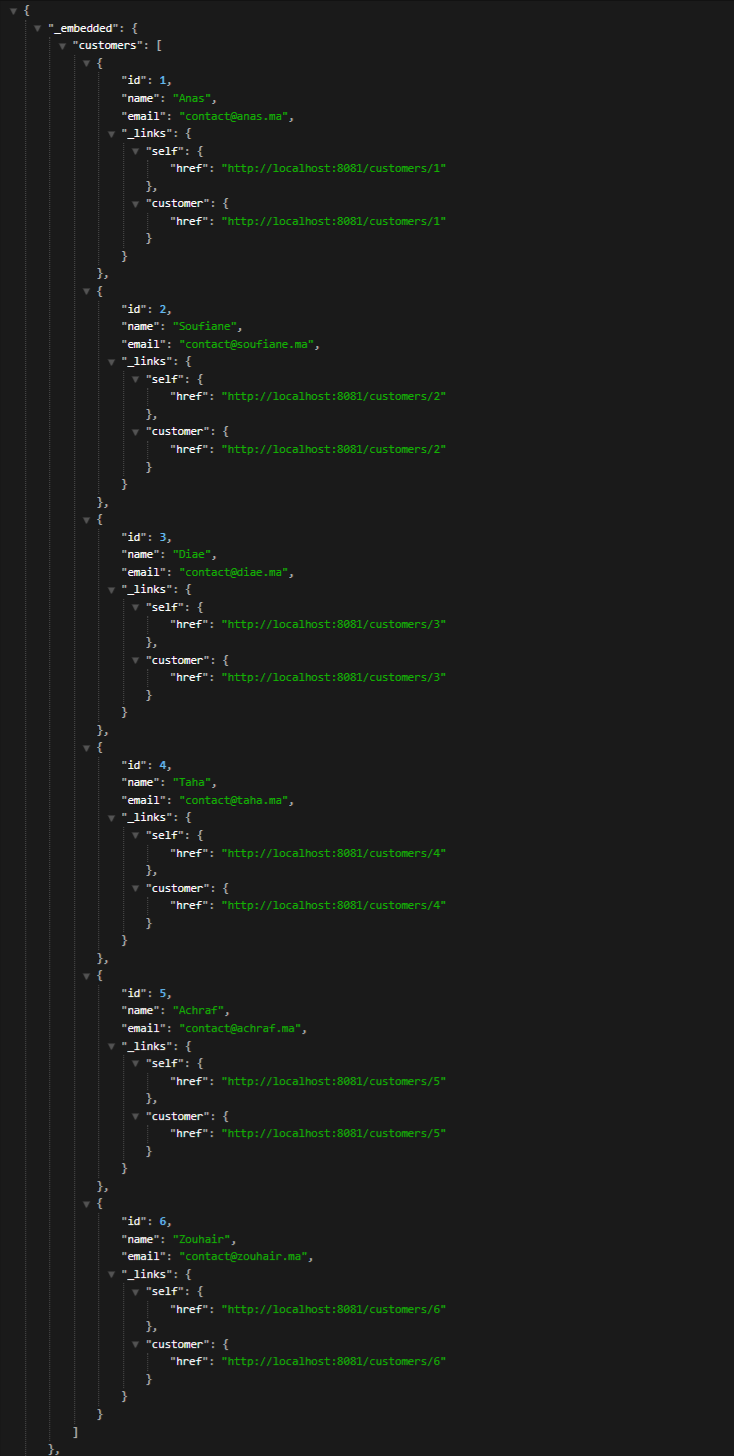 {
"_embedded": {
"customers": [
{
"id": 1,
"name": "Anas",
"email": "contact@anas.ma",
"_links": {
"self": {
"href": "http://localhost:8081/customers/1"
},
"customer": {
"href": "http://localhost:8081/customers/1"
}
}
},
{
"id": 2,
"name": "Soufiane",
"email": "contact@soufiane.ma",
"_links": {
"self": {
"href": "http://localhost:8081/customers/2"
},
"customer": {
"href": "http://localhost:8081/customers/2"
}
}
},
{
"id": 3,
"name": "Diae",
"email": "contact@diae.ma",
"_links": {
"self": {
"href": "http://localhost:8081/customers/3"
},
"customer": {
"href": "http://localhost:8081/customers/3"
}
}
},
{
"id": 4,
"name": "Taha",
"email": "contact@taha.ma",
"_links": {
"self": {
"href": "http://localhost:8081/customers/4"
},
"customer": {
"href": "http://localhost:8081/customers/4"
}
}
},
{
"id": 5,
"name": "Achraf",
"email": "contact@achraf.ma",
"_links": {
"self": {
"href": "http://localhost:8081/customers/5"
},
"customer": {
"href": "http://localhost:8081/customers/5"
}
}
},
{
"id": 6,
"name": "Zouhair",
"email": "contact@zouhair.ma",
"_links": {
"self": {
"href": "http://localhost:8081/customers/6"
},
"customer": {
"href": "http://localhost:8081/customers/6"
}
}
}
]
},